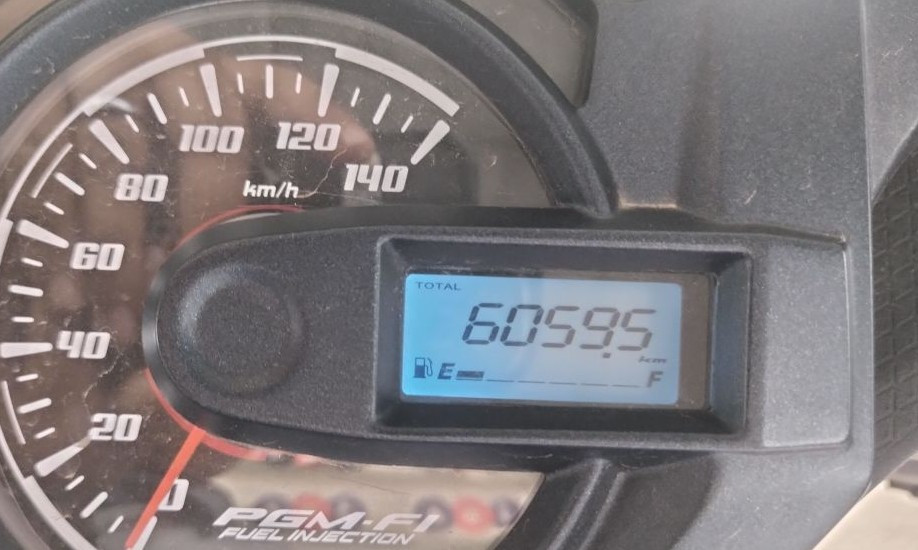 100 120
80 km/h 140
60
TOTAL
6059.5
40 km
E F
20
0
PGM-FI
FUEL INJECTION